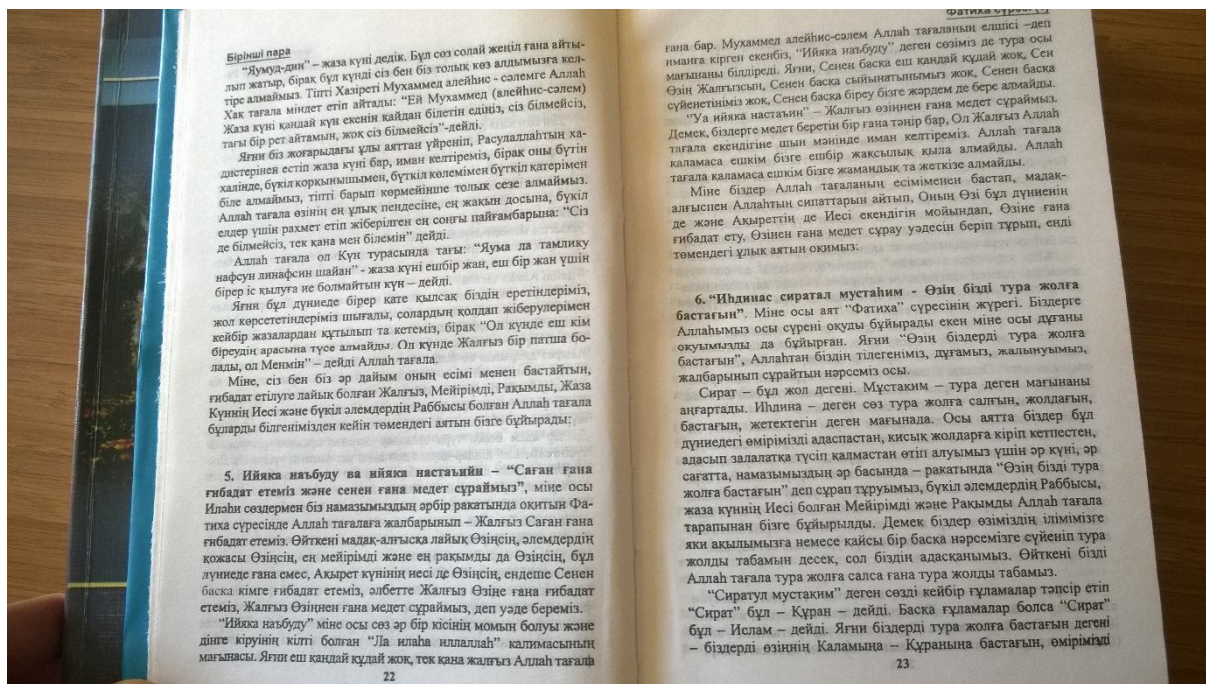 Бірінші пара
“Яумуд-дин” – жаза күні дедік. Бұл сөз солай жеңіл ғана айты-
лып жатыр, бірақ бұл күнді сіз бен біз толық көз алдымызға кел-
тіре алмаймыз. Тіпті Хазіреті Мухаммед алейһис - сәлемге Аллаһ
Хақ тағала міндет етіп айтады: “Ей Мухаммед (алейһис-сәлем)
Жаза күні қандай күн екенін қайдан білетін едіңіз, сіз білмейсіз,
тағы бір рет айтамын, жоқ сіз білмейсіз”-дейді.
Яғни біз жоғарыдағы ұлы аяттан үйреніп, Расулаллаһтың ха-
дистерінен естіп жаза күні бар, иман келтіреміз, бірақ оны бүтін
халінде, бүкіл қорқынышымен, бүткіл көлемімен бүткіл қатерімен
біле алмаймыз, тіпті барып көрмейінше толық сезе алмаймыз.
Аллаһ тағала өзінің ең ұлық пендесіне, ең жақын досына, бүкіл
елдер үшін рахмет етіп жіберілген ең соңғы пайғамбарына: “Сіз
де білмейсіз, тек қана мен білемін” дейді.
Аллаһ тағала ол Күн турасында тағы: “Яума ла тамлику
нафсун линафсин шайан” - жаза күні ешбір жан, еш бір жан үшін
бірер іс қылуға ие болмайтын күн – дейді.
Яғни бұл дүниеде бірер қате қылсақ біздің еретіндеріміз,
жол көрсететіндеріміз шығады, солардың қолдап жіберулерімен
кейбір жазалардан құтылып та кетеміз, бірақ “Ол күнде еш кім
біреудің арасына түсе алмайды. Ол күнде Жалғыз бір патша бо-
лады, ол Менмін” – дейді Аллаһ тағала.
Міне, сіз бен біз әр дайым оның есімі менен бастайтын,
ғибадат етілуге лайық болған Жалғыз, Мейірімді, Рақымды, Жаза
Күннің Иесі және бүкіл әлемдердің Раббысы болған Аллаһ тағала
бұларды білгенімізден кейін төмендегі аятын бізге бұйырады:
5. Ийяка наъбуду ва ийяка настаъийн – “Саған ғана
ғибадат етеміз және сенен ғана медет сұраймыз”, міне осы
Илаһи сөздермен біз намазымыздың әрбір ракатында оқитын Фа-
тиха сүресінде Аллаһ тағалаға жалбарынып – Жалғыз Саған ғана
ғибадат етеміз. Өйткені мадақ-алғысқа лайық Өзіңсің, әлемдердің
қожасы Өзіңсің, ең мейірімді және ең рақымды да Өзіңсің, бұл
дүниеде ғана емес, Ақырет күнінің иесі де Өзіңсің, ендеше Сенен
басқа кімге ғибадат етеміз, әлбетте Жалғыз Өзіңе ғана ғибадат
етеміз, Жалғыз Өзіңнен ғана медет сұраймыз, деп уәде береміз.
“Ийяка наъбуду” міне осы сөз әр бір кісінің момын болуы және
дінге кіруінің кілті болған “Ла илаһа иллаллаһ” калимасының
мағынасы. Яғни еш қандай құдай жоқ, тек қана жалғыз Аллаһ тағала
22
Фатиха сүресі
ғана бар. Мухаммед алейһис-сәлем Аллаһ тағаланың елшісі –деп
иманға кірген екенбіз, “Ийяка наъбуду” деген сөзіміз де тура осы
мағынаны білдіреді. Яғни, Сенен басқа еш қандай құдай жоқ, Сен
Өзің Жалғызсың, Сенен басқа сыйынатынымыз жоқ, Сенен басқа
сүйенетініміз жоқ, Сенен басқа біреу бізге жәрдем де бере алмайды.
“Уа ийяка настаъин” – Жалғыз өзіңнен ғана медет сұраймыз.
Демек, біздерге медет беретін бір ғана тәңір бар, Ол Жалғыз Аллаһ
тағала екендігіне шын мәнінде иман келтіреміз. Аллаһ тағала
қаламаса ешкім бізге ешбір жақсылық қыла алмайды. Аллаһ
тағала қаламаса ешкім бізге жамандық та жеткізе алмайды.
Міне біздер Аллаһ тағаланың есіміменен бастап, мадақ-
алғыспен Аллаһтың сипаттарын айтып, Оның Өзі бұл дүниенің
де және Ақыреттің де Иесі екендігін мойындап, Өзіне ғана
ғибадат ету, Өзінен ғана медет сұрау уәдесін беріп тұрып, енді
төмендегі ұлық аятын оқимыз:
6. “Иһдинас сиратал мустаһим - Өзің бізді тура жолға
бастағын”. Міне осы аят “Фатиха” сүресінің жүрегі. Біздерге
Аллаһымыз осы сүрені оқуды бұйырады екен міне осы дұғаны
оқуымызлы да бұйырған. Яғни “Өзің біздерді тура жолға
бастағын”, Аллаһтан біздің тілегеніміз, дұғамыз, жалынуымыз,
жалбарынып сұрайтын нәрсеміз осы.
Сират – бұл жол дегені. Мұстаким – тура деген мағынаны
аңғартады. Иһдина – деген сөз тура жолға салғын, жолдағын,
бастағын, жетектегін деген мағынада. Осы аятта біздер бұл
дүниедегі өмірімізді адаспастан, қисық жолдарға кіріп кетпестен,
адасып залалатқа түсіп қалмастан өтіп алуымыз үшін әр күні, әр
сағатта, намазымыздың әр басында – ракатында “Өзің бізді тура
жолға бастағын” деп сұрап тұруымыз, бүкіл әлемдердің Раббысы,
жаза күннің Иесі болған Мейірімді және Рақымды Аллаһ тағала
тарапынан бізге бұйырылды. Демек біздер өзіміздің ілімімізге
яки ақылымызға немесе қайсы бір басқа нәрсемізге сүйеніп тура
жолды табамын десек, сол біздің адасқанымыз. Өйткені бізді
Аллаһ тағала тура жолға салса ғана тура жолды табамыз.
“Сиратул мустаким” деген сөзді кейбір ғұламалар тәпсір етіп
“Сират” бұл – Құран – дейді. Басқа ғұламалар болса “Сират”
бұл – Ислам – дейді. Яғни біздерді тура жолға бастағын дегені
– біздерді өзіңнің Каламыңа – Құраныңа бастағын, өмірімізді
23